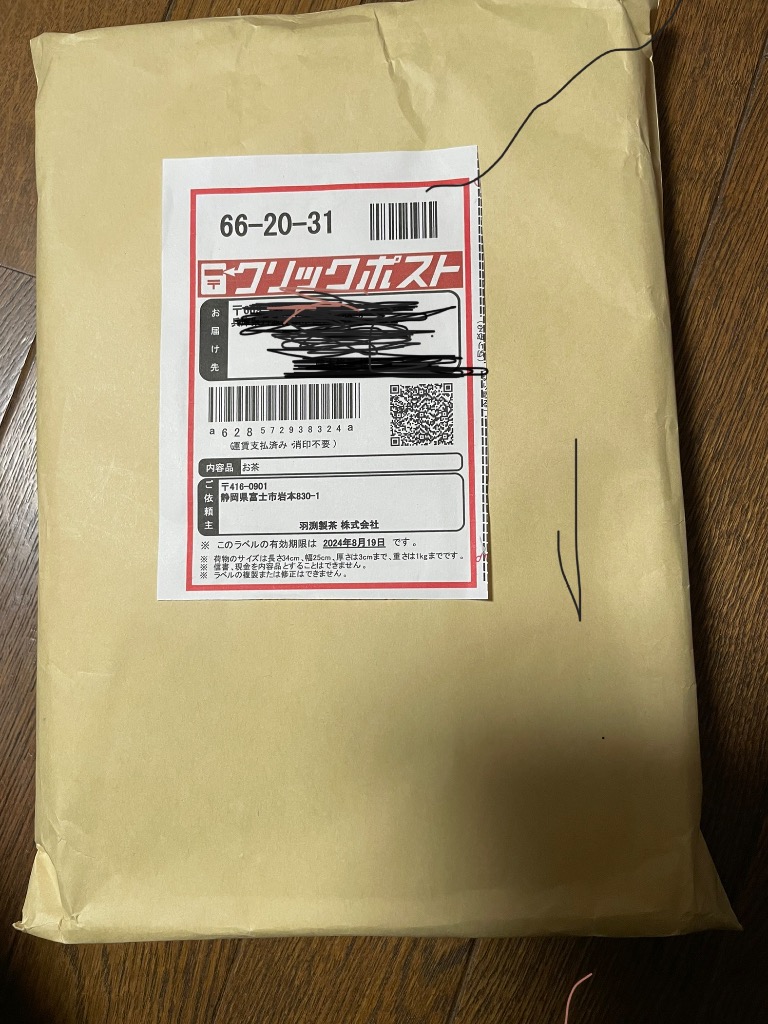 66-20-31
クリックポスト
お届け先
a628572938324a
(運賃支払済み・消印不要)
内容品 お茶
ご依頼主
〒416-0901
静岡県富士市岩本830-1
羽渕製茶 株式会社
※ このラベルの有効期限は 2024年8月19日 です。
※ 荷物のサイズは長さ34cm、幅25cm、厚さは3cmまで、重さは1kgまでです。
※ 信書、現金を内容品とすることはできません。
※ ラベルの複製または修正はできません。